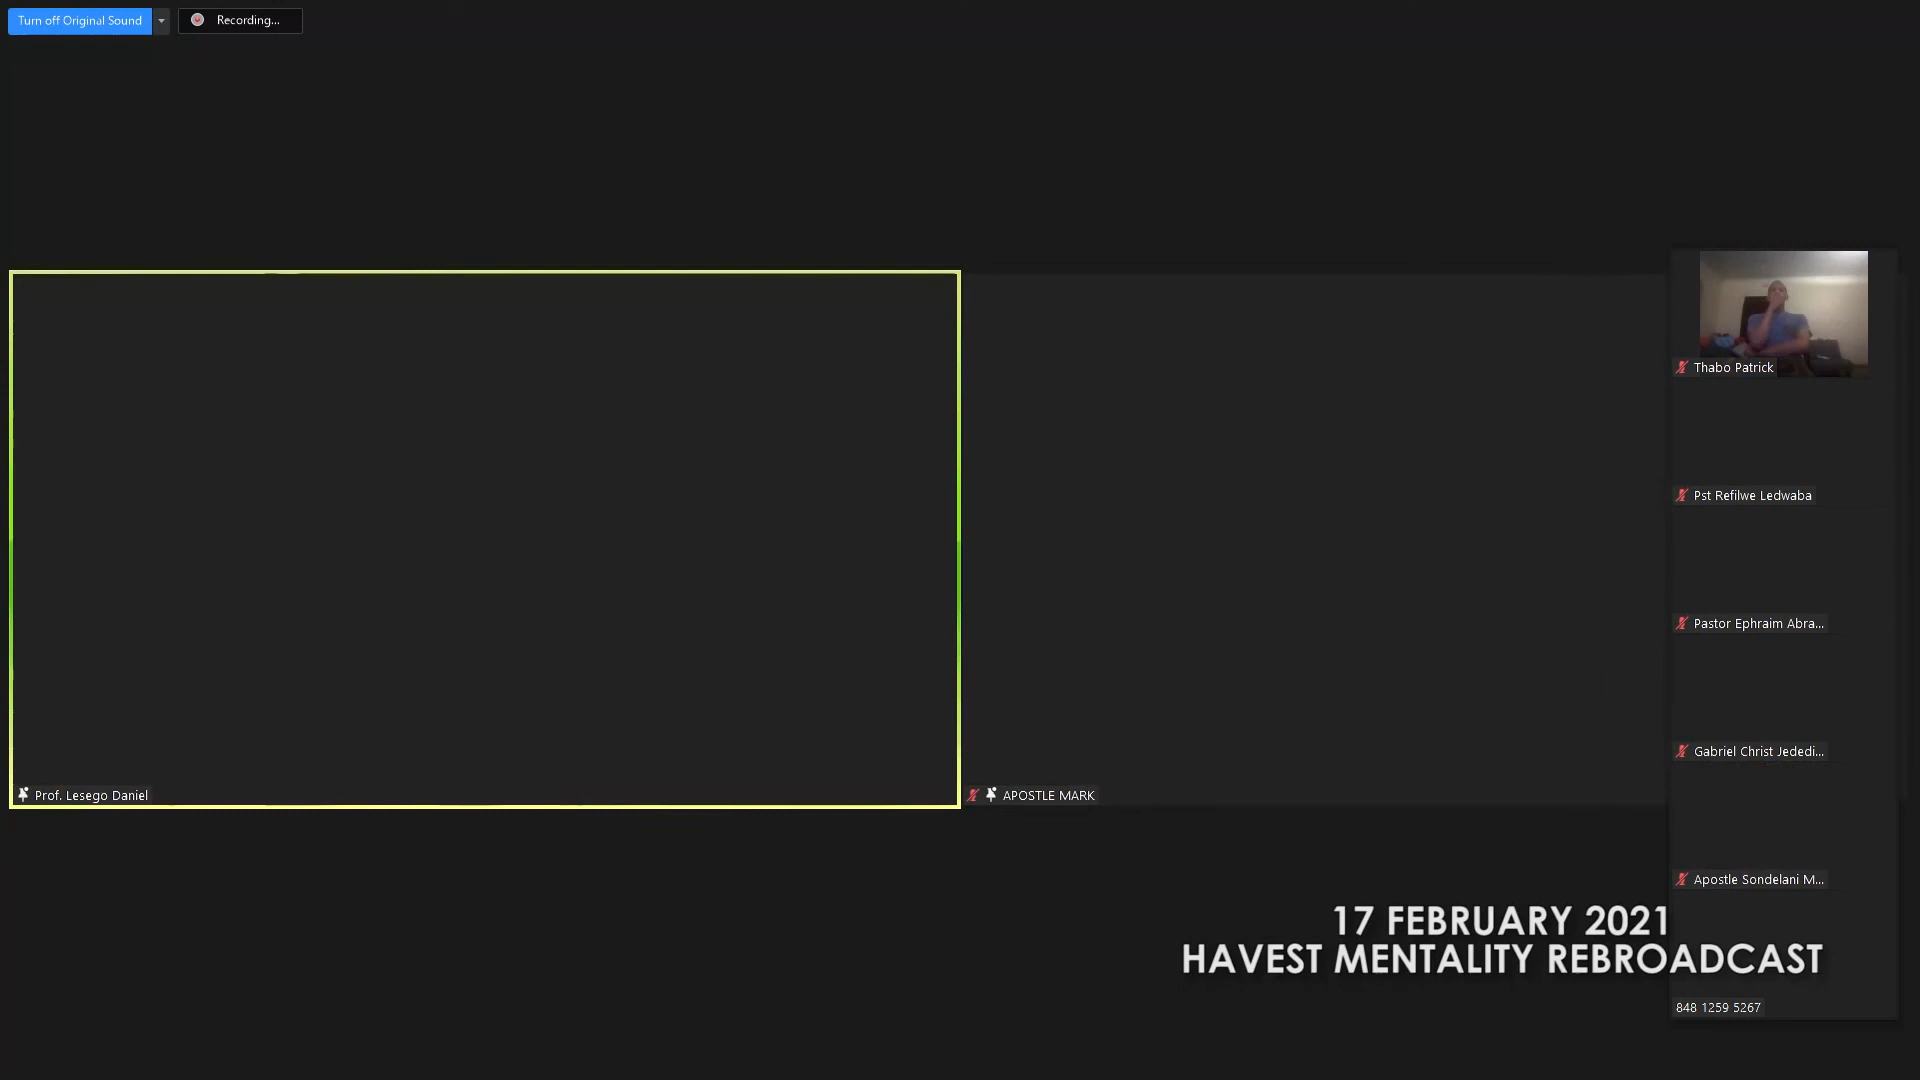 Turn off Original Sound
Recording...
Thabo Patrick
Pst Refilwe Ledwaba
Pastor Ephraim Abra...
Gabriel Christ Jededi...
Prof. Lesego Daniel
APOSTLE MARK
Apostle Sondelani M...
17 FEBRUARY 2021
HAVEST MENTALITY REBROADCAST
848 1259 5267